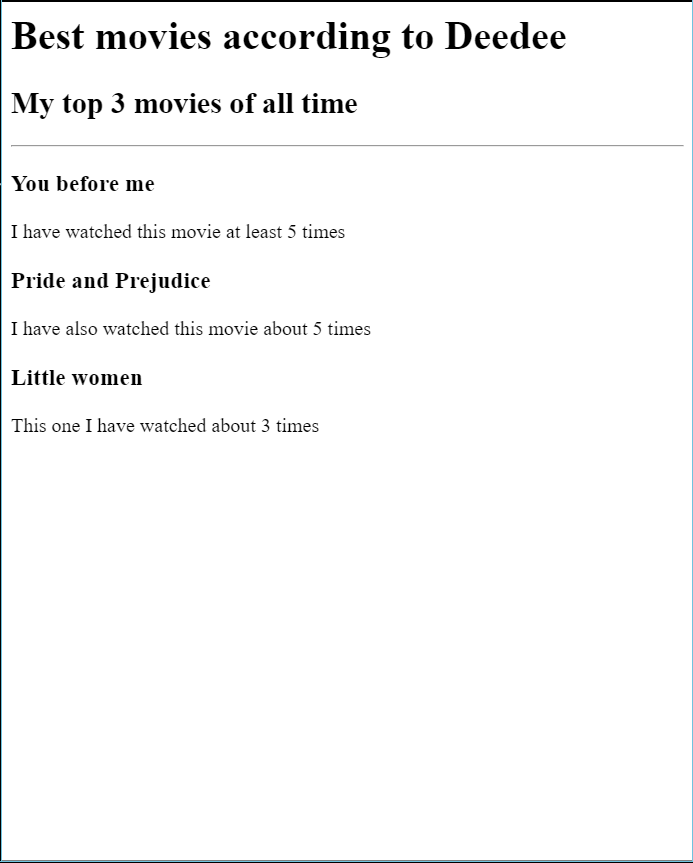 Best movies according to Deedee
My top 3 movies of all time
You before me
I have watched this movie at least 5 times
Pride and Prejudice
I have also watched this movie about 5 times
Little women
This one I have watched about 3 times